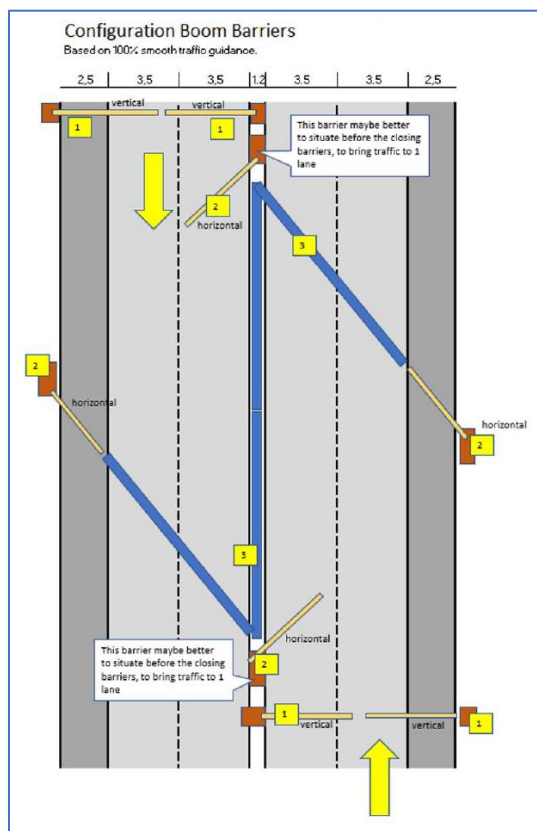 Configuration Boom Barriers
Based on 100% smooth traffic guidance.
2,5 3,5 3,5 1,2 3.5 3.5 2,5
vertical vertical
1 1
This barrier maybe better
to situate before the closing
barriers, to bring traffic to 1
lane
2
horizontal
3
2
horizontal
horizontal
2
3
horizontal
This barrier maybe better
to situate before the closing
barriers, to bring traffic to 1
lane
2
1
vertical vertical
1